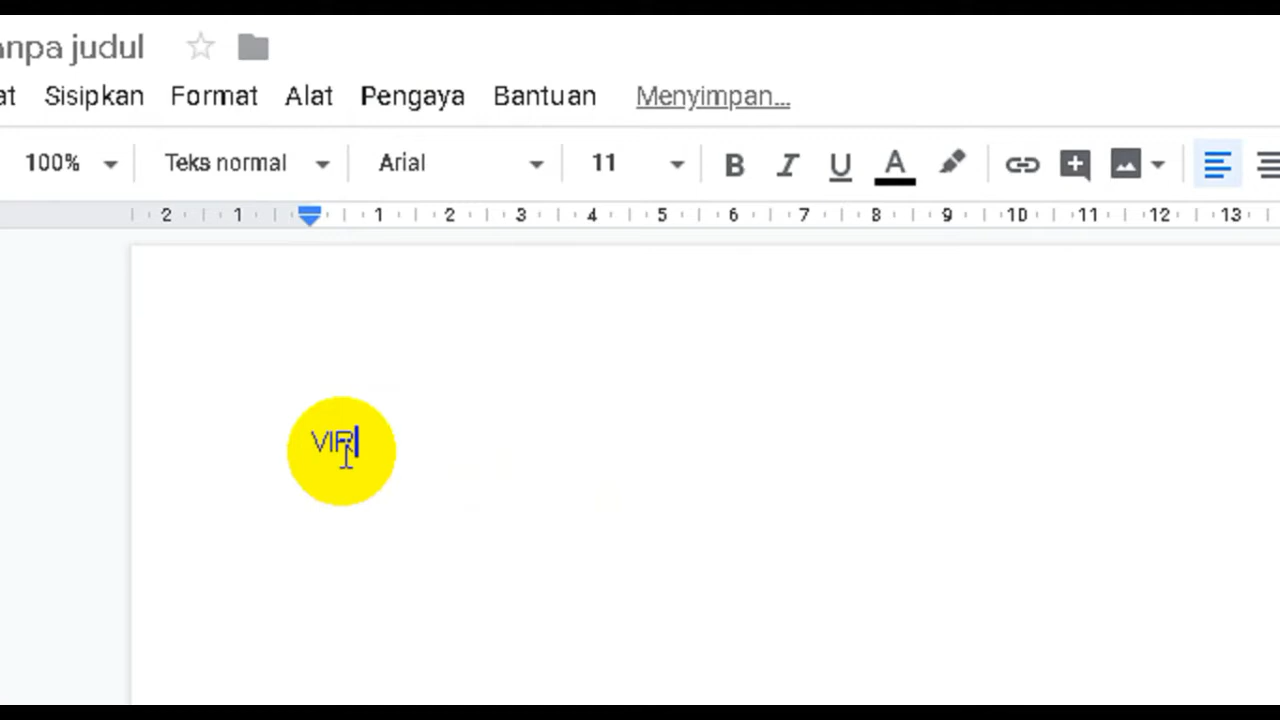 anpa judul
at Sisipkan Format Alat Pengaya Bantuan Menyimpan...
100% Teks normal Arial 11 B I U A
2 1 1 2 3 4 5 6 7 8 9 10 11 12 13
VIR